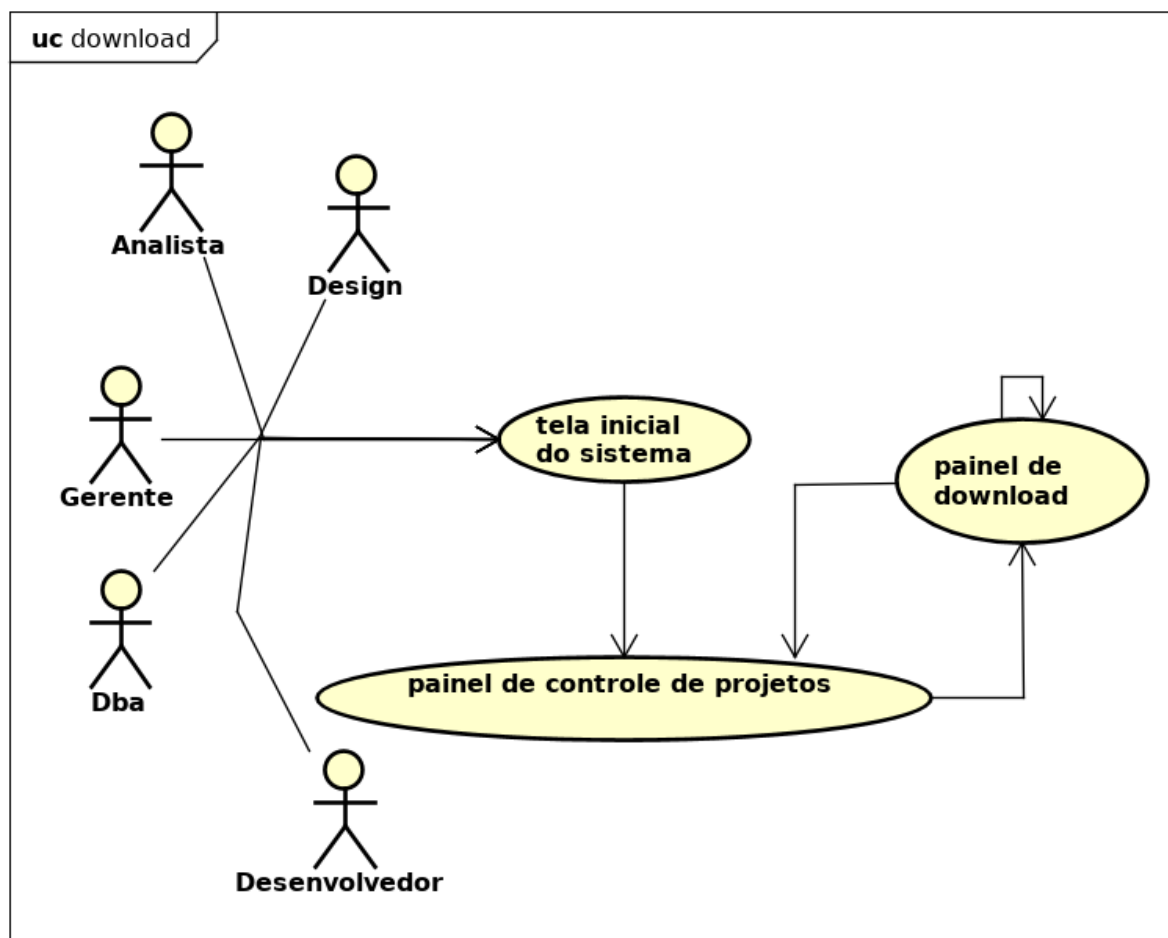 uc download
Analista
Design
Gerente
tela inicial
do sistema
painel de
download
Dba
painel de controle de projetos
Desenvolvedor